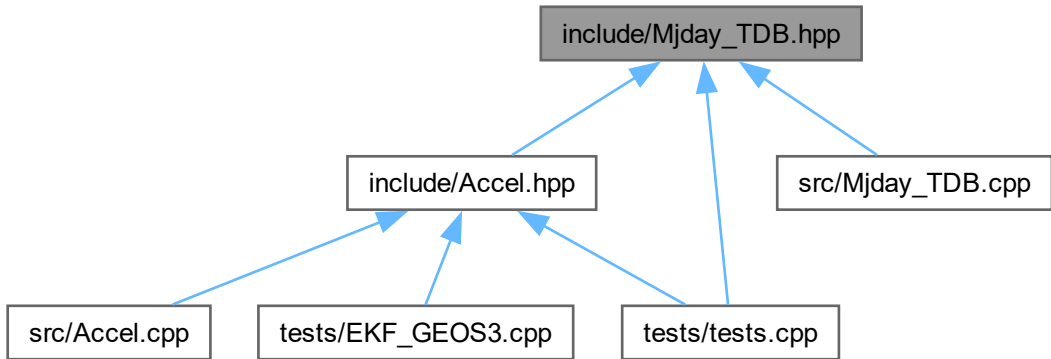 include/Mjday_TDB.hpp
include/Accel.hpp
src/Mjday_TDB.cpp
src/Accel.cpp
tests/EKF_GEOS3.cpp
tests/tests.cpp